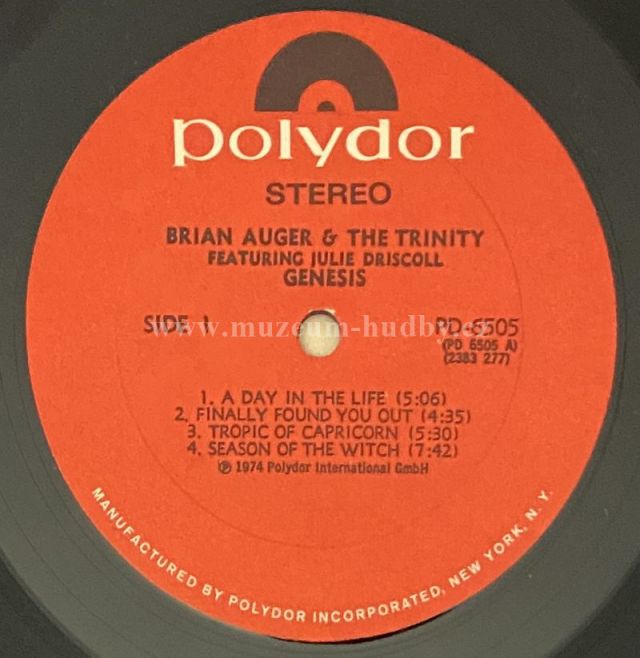 polydor
STEREO
BRIAN AUGER & THE TRINITY
FEATURING JULIE DRISCOLL
GENESIS
SIDE 1
PD-6505
(PD 6505 A)
(2383 277)
www.muzeum-hudby.cz
1. A DAY IN THE LIFE (5:06)
2. FINALLY FOUND YOU OUT (4:35)
3. TROPIC OF CAPRICORN (5:30)
4. SEASON OF THE WITCH (7:42)
℗ 1974 Polydor International GmbH
MANUFACTURED BY POLYDOR INCORPORATED, NEW YORK, N. Y.